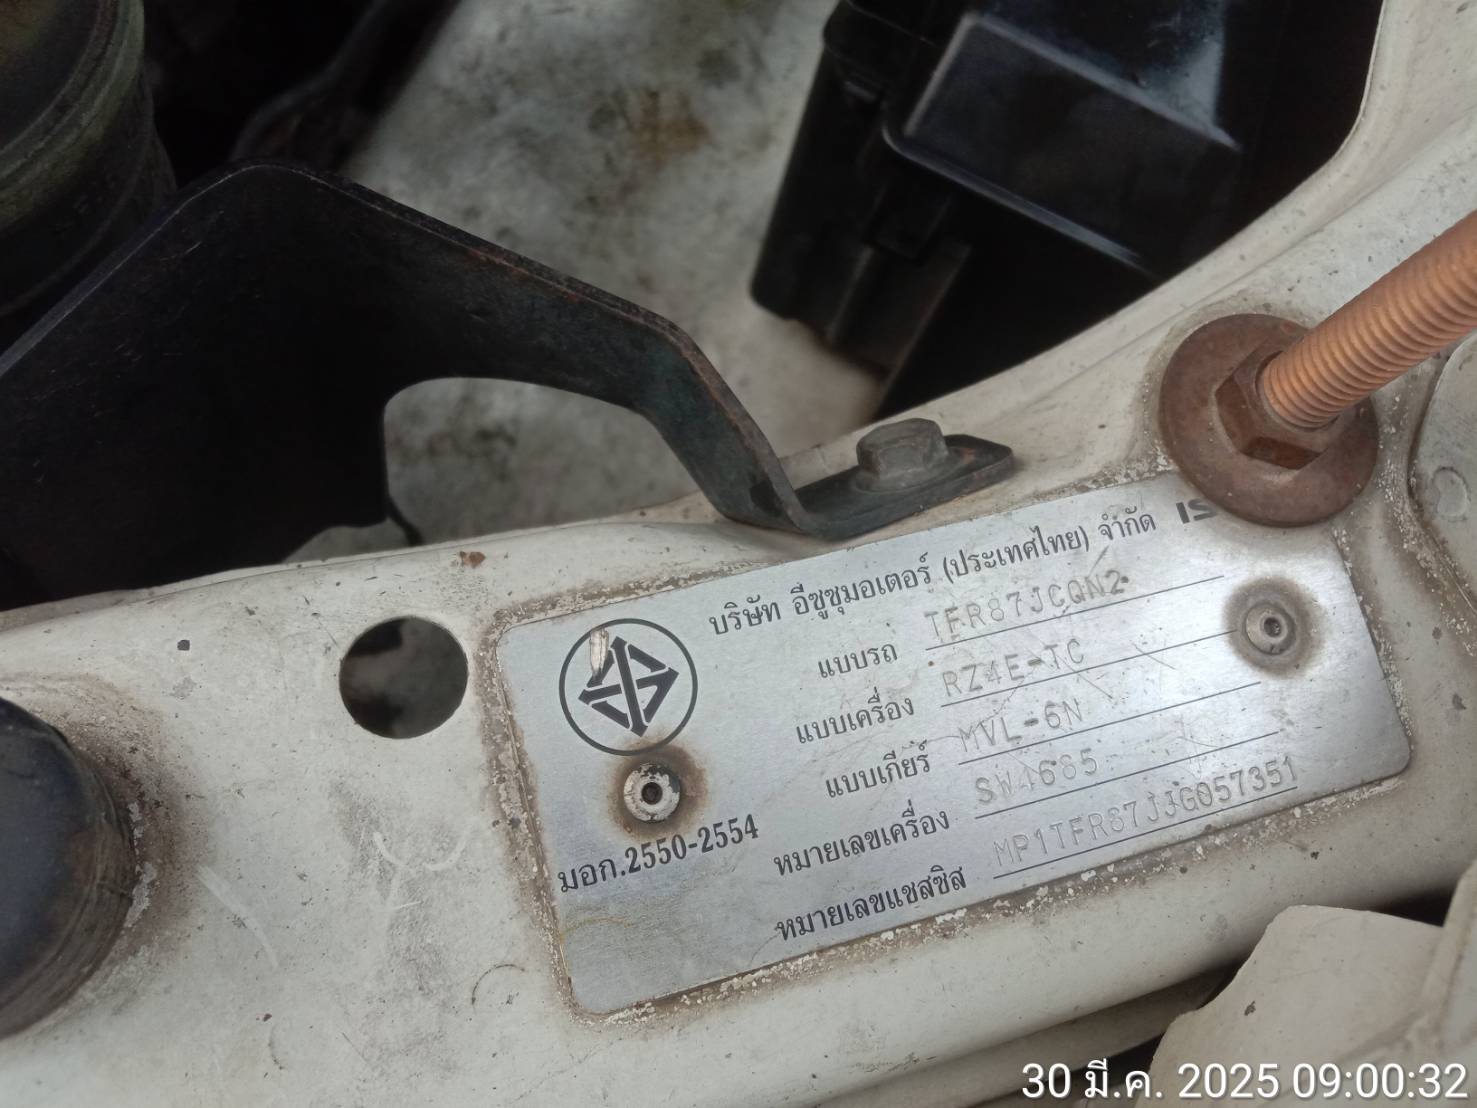 บริษัท อีซูซุมอเตอร์ (ประเทศไทย) จำกัด IS
แบบรถ TFR87JCQN2
แบบเครื่อง RZ4E-TC
แบบเกียร์ MVL-6N
หมายเลขเครื่อง SW4685
หมายเลขแชสซิส MP1TFR87JJG057351
มอก.2550-2554
30 มี.ค. 2025 09:00:32